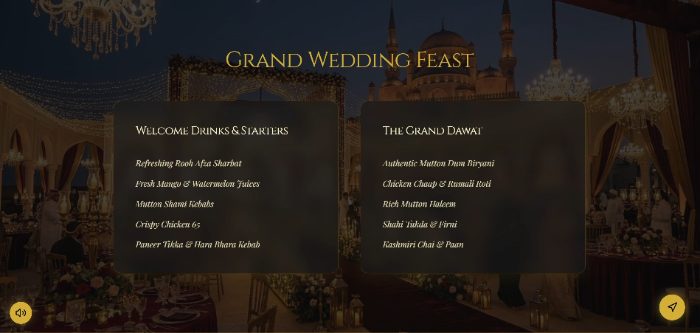 Grand Wedding Feast
Welcome Drinks & Starters
Refreshing Rooh Afza Sharbat
Fresh Mango & Watermelon Juices
Mutton Shami Kebabs
Crispy Chicken 65
Paneer Tikka & Hara Bhara Kebab
The Grand Dawat
Authentic Mutton Dum Biryani
Chicken Chaap & Rumali Roti
Rich Mutton Haleem
Shahi Tukda & Firni
Kashmiri Chai & Paan